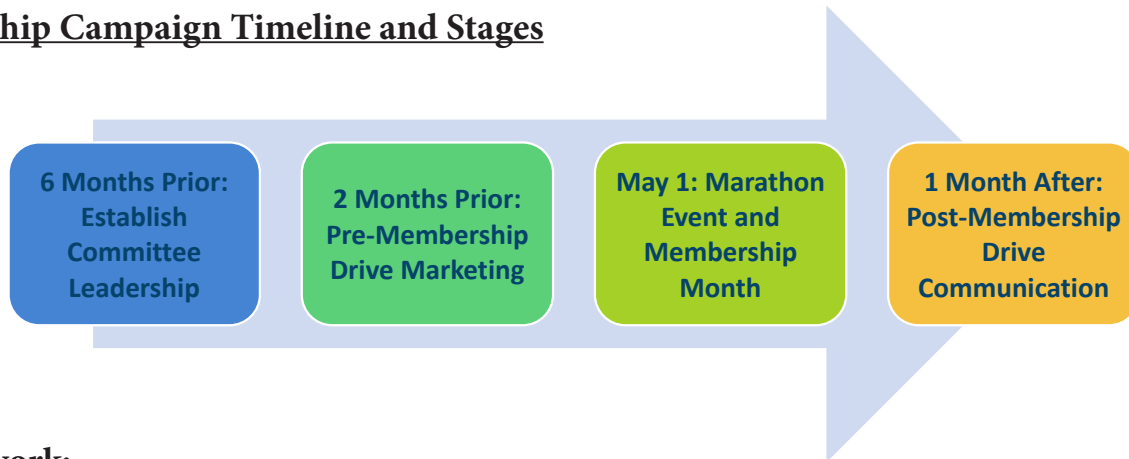 hip Campaign Timeline and Stages
6 Months Prior:
Establish
Committee
Leadership
2 Months Prior:
Pre-Membership
Drive Marketing
May 1: Marathon
Event and
Membership
Month
1 Month After:
Post-Membership
Drive
Communication